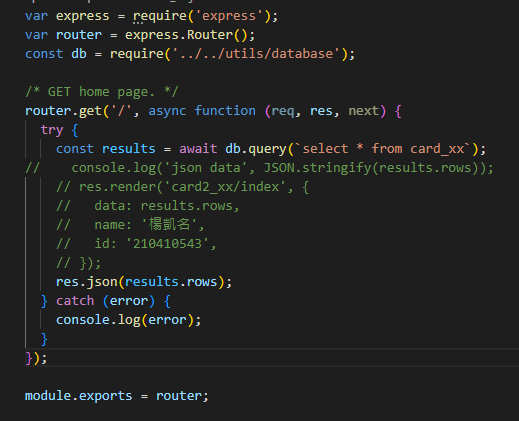 var express = require('express');
var router = express.Router();
const db = require('../../utils/database');
/* GET home page. */
router.get('/', async function (req, res, next) {
  try {
    const results = await db.query(`select * from card_xx`);
//     console.log('json data', JSON.stringify(results.rows));
    // res.render('card2_xx/index', {
    //   data: results.rows,
    //   name: '楊凱名',
    //   id: '210410543',
    // });
    res.json(results.rows);
  } catch (error) {
    console.log(error);
  }
});
module.exports = router;